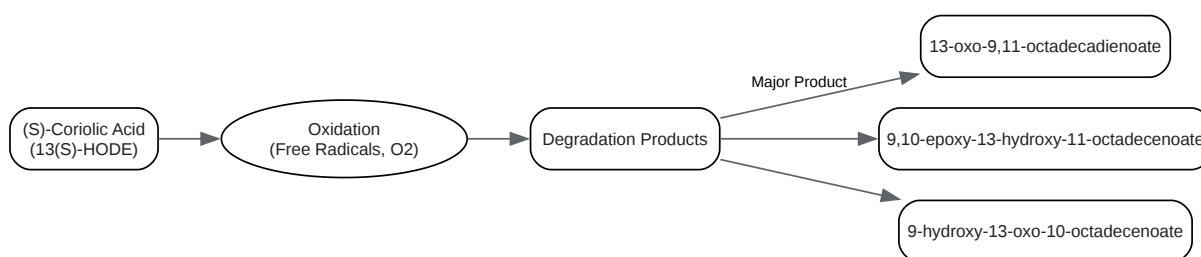 (S)-Coriolic Acid
(13(S)-HODE)
Oxidation
(Free Radicals, O2)
Degradation Products
Major Product
13-oxo-9,11-octadecadienoate
9,10-epoxy-13-hydroxy-11-octadecenoate
9-hydroxy-13-oxo-10-octadecenoate